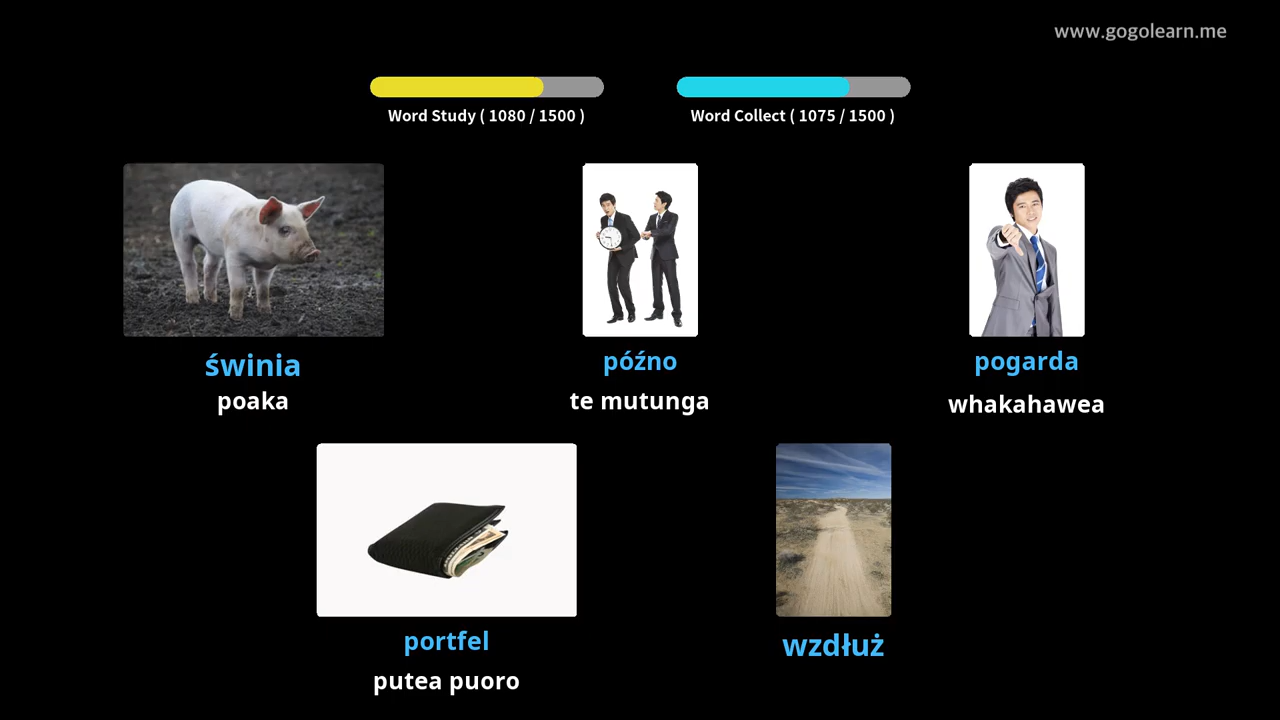 www.gogolearn.me
Word Study ( 1080 / 1500 )
Word Collect ( 1075 / 1500 )
świnia
poaka
późno
te mutunga
pogarda
whakahawea
portfel
putea puoro
wzdłuż